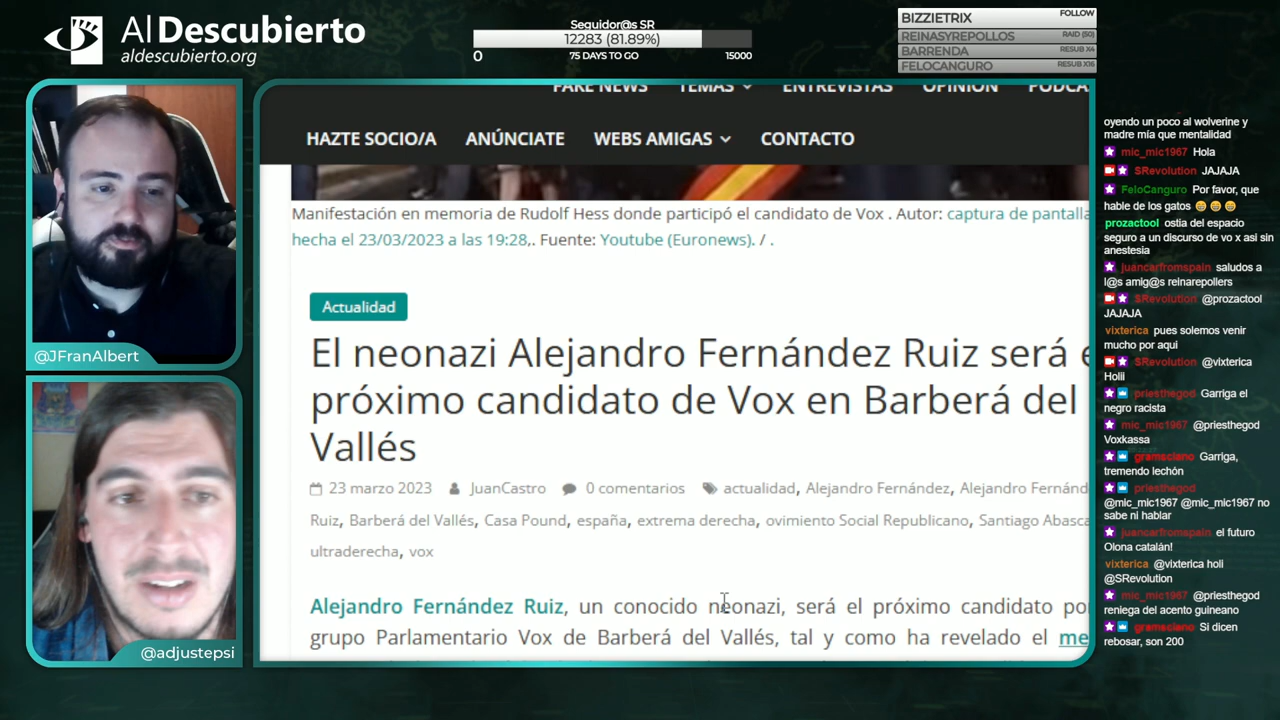 Al Descubierto
aldescubierto.org
Seguidor@s SR
12283 (81.89%)
0
75 DAYS TO GO
15000
BIZZIETRIX FOLLOW
REINASYREPOLLOS RAID (50)
BARRENDA RESUB X4
FELOCANGURO RESUB X16
@JFranAlbert
@adjustepsi
FAKE NEWS TEMAS ENTREVISTAS OPINIÓN PODCA
HAZTE SOCIO/A ANÚNCIATE WEBS AMIGAS CONTACTO
Manifestación en memoria de Rudolf Hess donde participó el candidato de Vox . Autor: captura de pantalla
hecha el 23/03/2023 a las 19:28,. Fuente: Youtube (Euronews). / .
Actualidad
El neonazi Alejandro Fernández Ruiz será e
próximo candidato de Vox en Barberá del
Vallés
23 marzo 2023 JuanCastro 0 comentarios actualidad, Alejandro Fernández, Alejandro Fernánd
Ruiz, Barberá del Vallés, Casa Pound, españa, extrema derecha, ovimiento Social Republicano, Santiago Abasca
ultraderecha, vox
Alejandro Fernández Ruiz, un conocido neonazi, será el próximo candidato po
grupo Parlamentario Vox de Barberá del Vallés, tal y como ha revelado el me
oyendo un poco al wolverine y
madre mía que mentalidad
mic_mic1967 Hola
SRevolution JAJAJA
FeloCanguro Por favor, que
hable de los gatos
prozactool ostia del espacio
seguro a un discurso de vo x asi sin
anestesia
juancarfromspain saludos a
l@s amig@s reinarepollers
SRevolution @prozactool
JAJAJA
vixterica pues solemos venir
mucho por aqui
SRevolution @vixterica
Holii
priesthegod Garriga el
negro racista
mic_mic1967 @priesthegod
Voxkassa
gramsciano Garriga,
tremendo lechón
priesthegod
@mic_mic1967 @mic_mic1967 no
sabe ni hablar
juancarfromspain el futuro
Olona catalán!
vixterica @vixterica holi
@SRevolution
mic_mic1967 @priesthegod
reniega del acento guineano
gramsciano Si dicen
rebosar, son 200